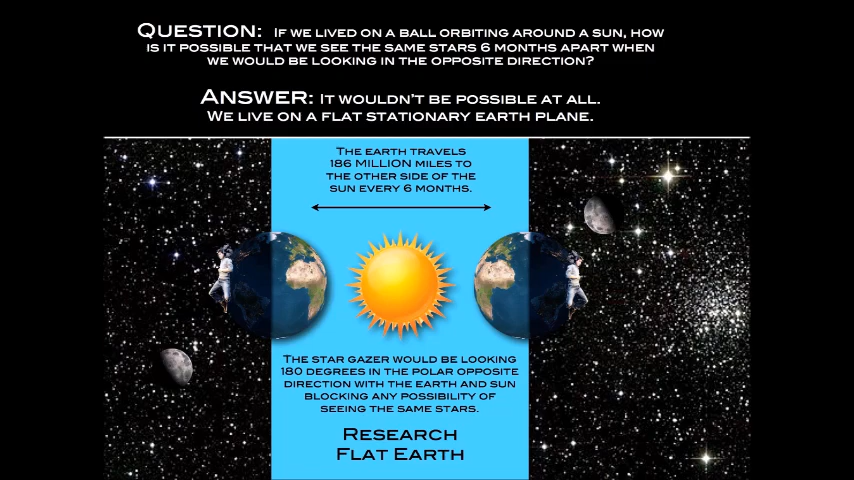 QUESTION: IF WE LIVED ON A BALL ORBITING AROUND A SUN, HOW
IS IT POSSIBLE THAT WE SEE THE SAME STARS 6 MONTHS APART WHEN
WE WOULD BE LOOKING IN THE OPPOSITE DIRECTION?
ANSWER: IT WOULDN'T BE POSSIBLE AT ALL.
WE LIVE ON A FLAT STATIONARY EARTH PLANE.
THE EARTH TRAVELS
186 MILLION MILES TO
THE OTHER SIDE OF THE
SUN EVERY 6 MONTHS.
THE STAR GAZER WOULD BE LOOKING
180 DEGREES IN THE POLAR OPPOSITE
DIRECTION WITH THE EARTH AND SUN
BLOCKING ANY POSSIBILITY OF
SEEING THE SAME STARS.
RESEARCH
FLAT EARTH